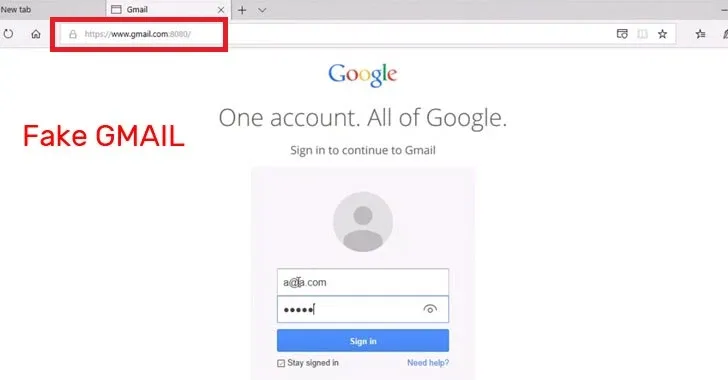 New tab
Gmail
https://www.gmail.com:8080/
Google
Fake GMAIL
One account. All of Google.
Sign in to continue to Gmail
a@a.com
•••••
Sign in
Stay signed in Need help?